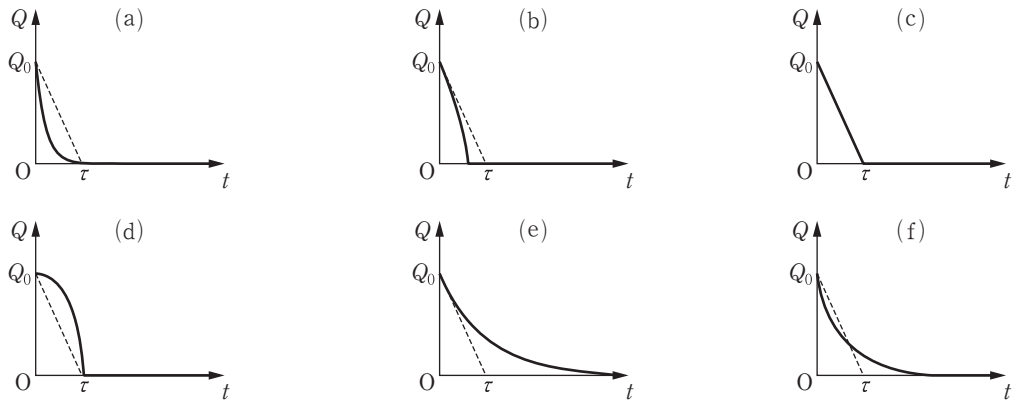 Q (a)
Q₀
O τ t
Q (b)
Q₀
O τ t
Q (c)
Q₀
O τ t
Q (d)
Q₀
O τ t
Q (e)
Q₀
O τ t
Q (f)
Q₀
O τ t